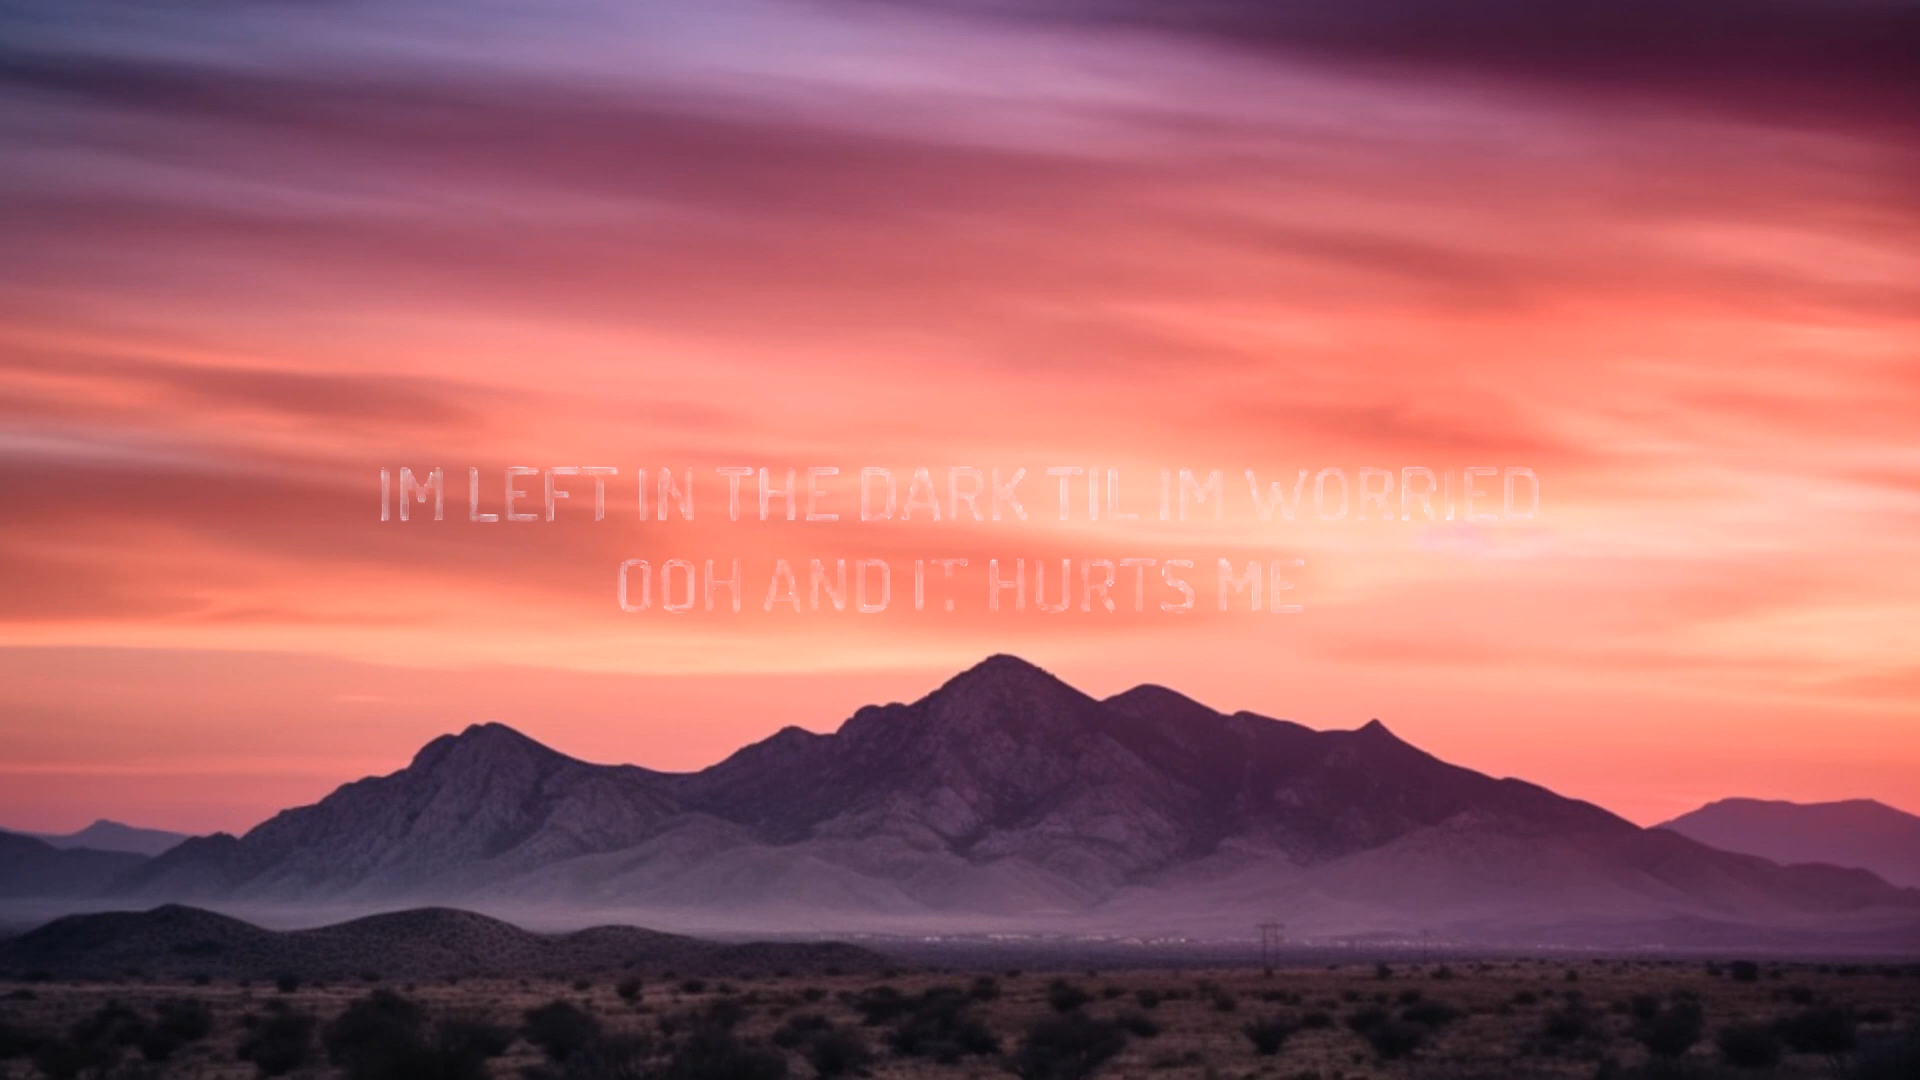 IM LEFT IN THE DARK TIL IM WORRIED
OOH AND IT HURTS ME